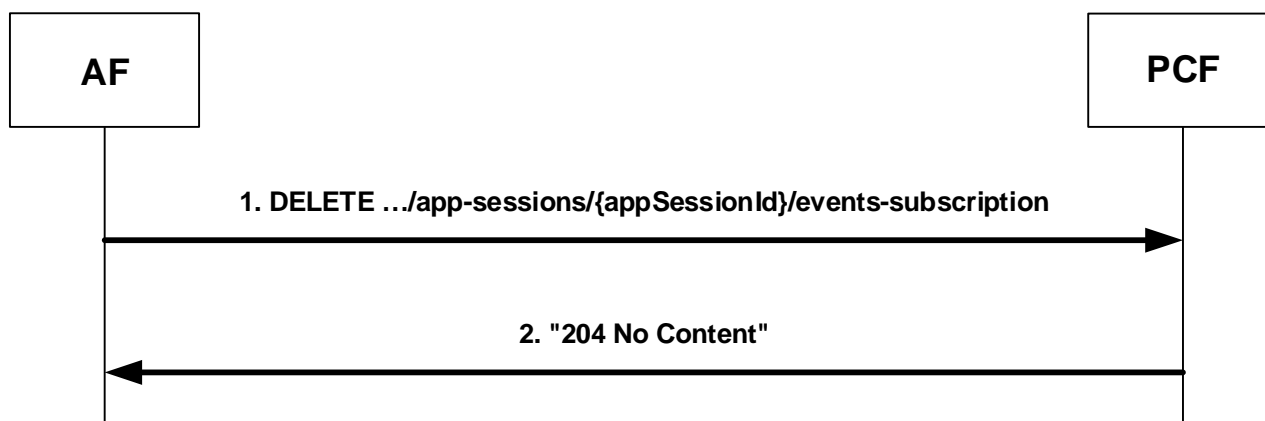 AF
PCF
1. DELETE …/app-sessions/{appSessionId}/events-subscription
2. "204 No Content"